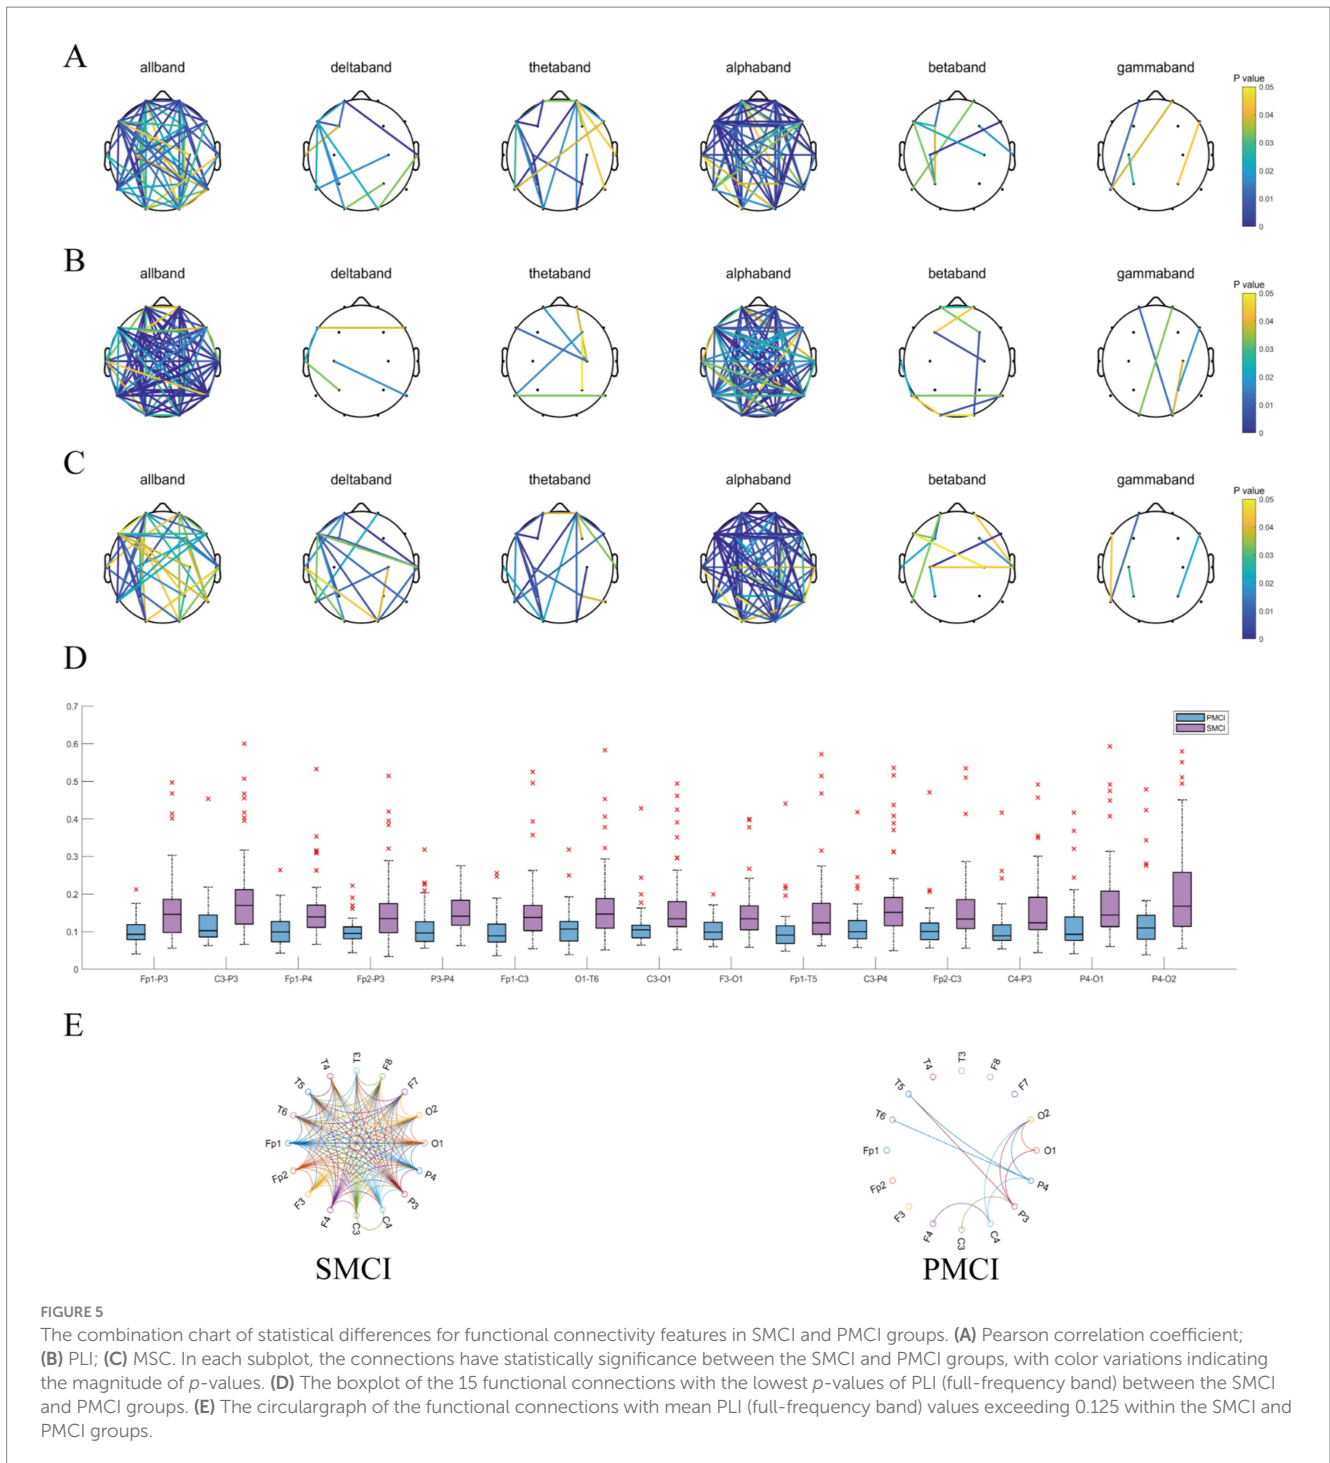 A
allband deltaband thetaband alphaband betaband gammaband
P value
0.05
0.04
0.03
0.02
0.01
0
B
allband deltaband thetaband alphaband betaband gammaband
P value
0.05
0.04
0.03
0.02
0.01
0
C
allband deltaband thetaband alphaband betaband gammaband
P value
0.05
0.04
0.03
0.02
0.01
0
D
0.7
0.6
0.5
0.4
0.3
0.2
0.1
0
PMCI
SMCI
Fp1-P3 C3-P3 Fp1-P4 Fp2-P3 P3-P4 Fp1-C3 O1-T6 C3-O1 F3-O1 Fp1-T5 C3-P4 Fp2-C3 C4-P3 P4-O1 P4-O2
E
T3
F8
F7
O2
O1
P4
P3
C4
C3
F4
F3
Fp2
Fp1
T6
T5
T4
SMCI
T3
F8
F7
O2
O1
P4
P3
C4
C3
F4
F3
Fp2
Fp1
T6
T5
T4
PMCI
FIGURE 5
The combination chart of statistical differences for functional connectivity features in SMCI and PMCI groups. (A) Pearson correlation coefficient;
(B) PLI; (C) MSC. In each subplot, the connections have statistically significance between the SMCI and PMCI groups, with color variations indicating
the magnitude of p-values. (D) The boxplot of the 15 functional connections with the lowest p-values of PLI (full-frequency band) between the SMCI
and PMCI groups. (E) The circulargraph of the functional connections with mean PLI (full-frequency band) values exceeding 0.125 within the SMCI and
PMCI groups.